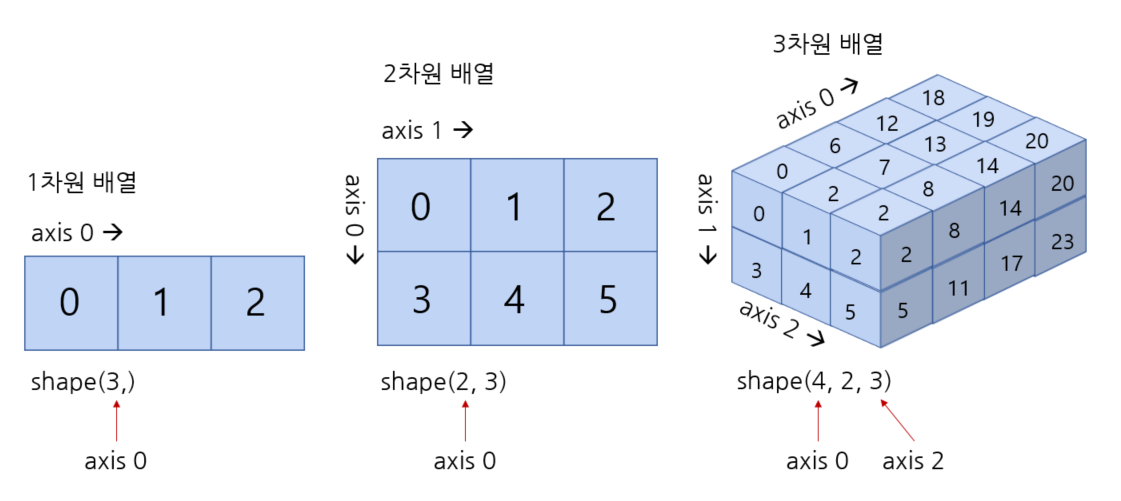 1차원 배열
axis 0 →
0 1 2
shape(3,)
axis 0
2차원 배열
axis 1 →
axis 0 →
0 1 2
3 4 5
shape(2, 3)
axis 0
3차원 배열
axis 0 →
axis 1 →
axis 2 →
18
12 19
6 13 20
0 7 14
2 8
2
0 1 2
3 4 5
2 8 14 20
5 11 17 23
shape(4, 2, 3)
axis 0 axis 2